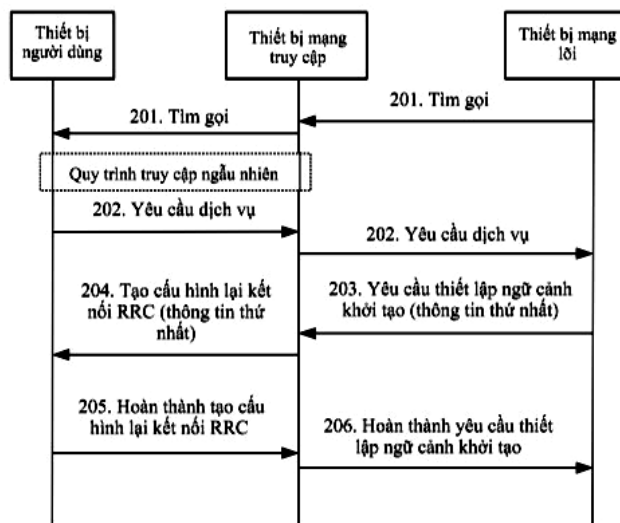 Thiết bị
người dùng
Thiết bị mạng
truy cập
Thiết bị mạng
lõi
201. Tìm gọi
201. Tìm gọi
Quy trình truy cập ngẫu nhiên
202. Yêu cầu dịch vụ
202. Yêu cầu dịch vụ
204. Tạo cấu hình lại kết
nối RRC (thông tin thứ
nhất)
203. Yêu cầu thiết lập ngữ cảnh
khởi tạo (thông tin thứ nhất)
205. Hoàn thành tạo cấu
hình lại kết nối RRC
206. Hoàn thành yêu cầu thiết
lập ngữ cảnh khởi tạo